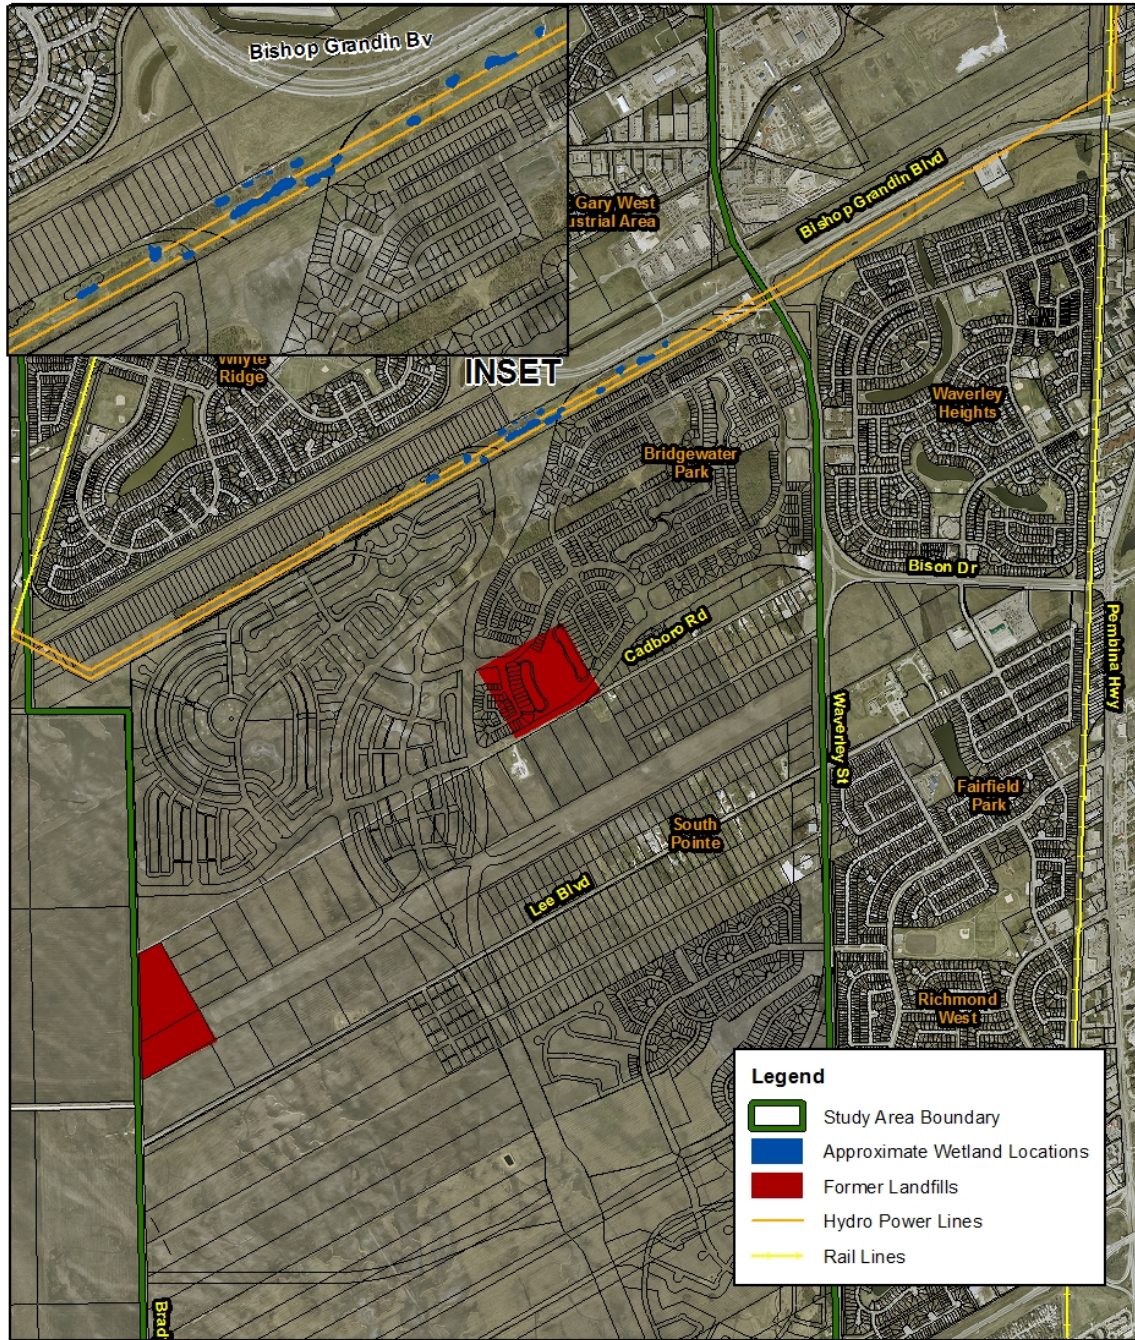 Bishop Grandin Bv
Gary West
ustrial Area
Bishop Grandin Blvd
Whyte
Ridge
INSET
Waverley
Heights
Bridgewater
Park
Bison Dr
Cadboro Rd
Pembina Hwy
Waverley St
Fairfield
Park
South
Pointe
Lee Blvd
Richmond
West
Legend
Study Area Boundary
Approximate Wetland Locations
Former Landfills
Hydro Power Lines
Rail Lines
Brad